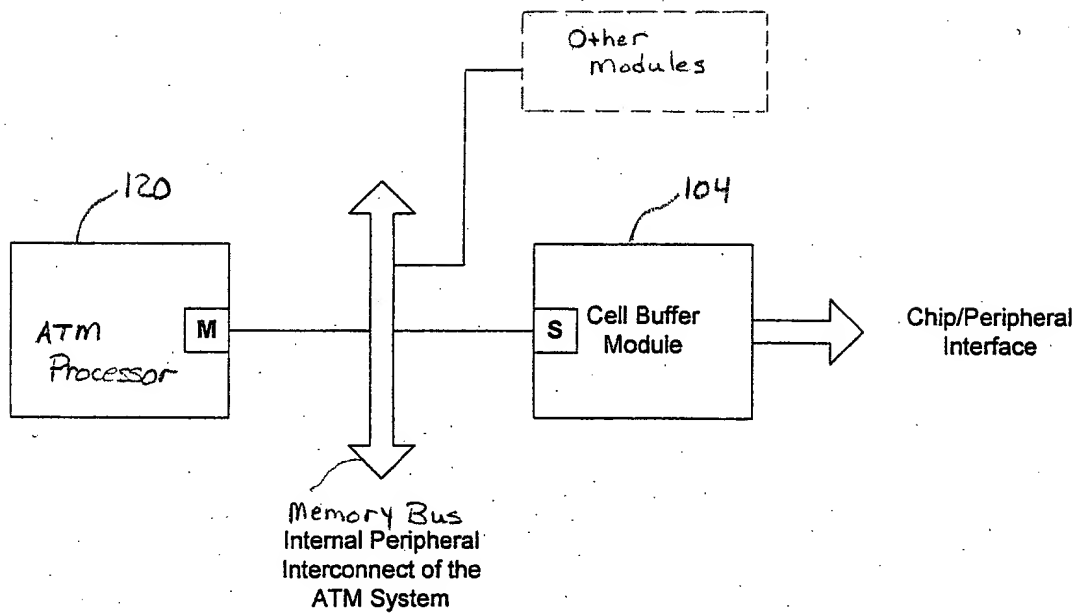 Other
modules
120
104
ATM
Processor
M
S
Cell Buffer
Module
Chip/Peripheral
Interface
Memory Bus
Internal Peripheral
Interconnect of the
ATM System